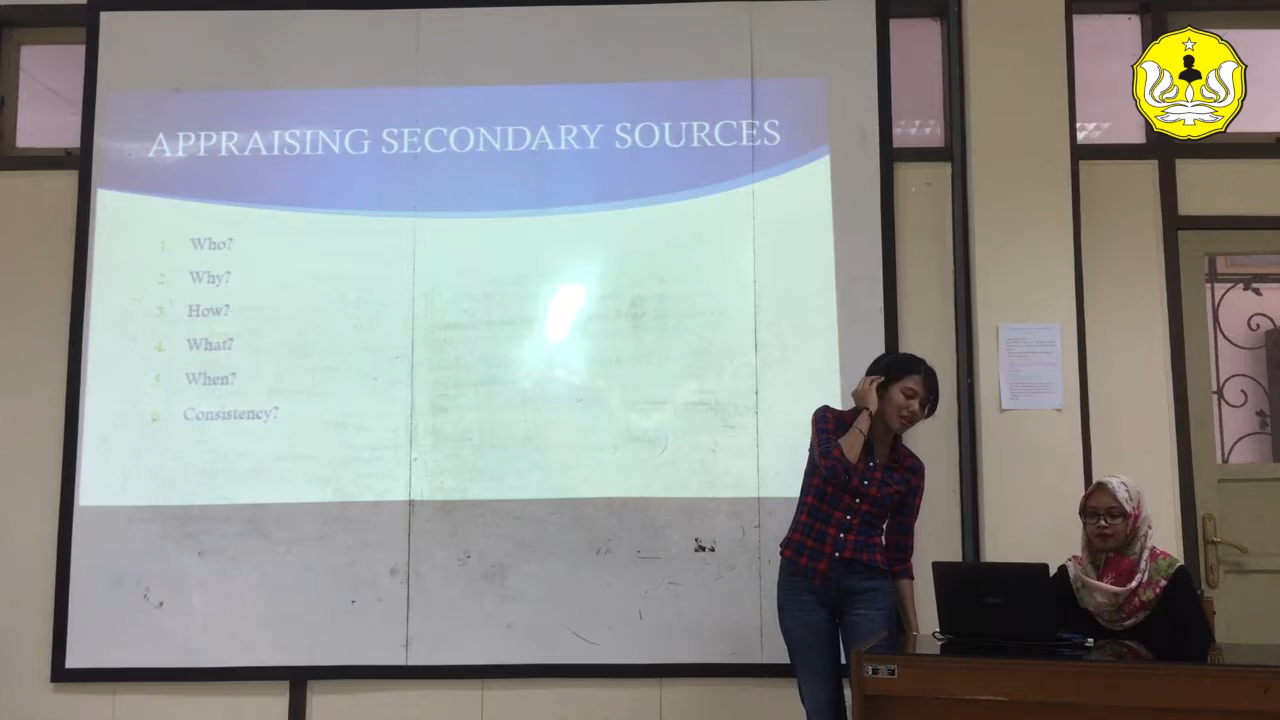 APPRAISING SECONDARY SOURCES
1. Who?
2. Why?
3. How?
4. What?
5. When?
6. Consistency?